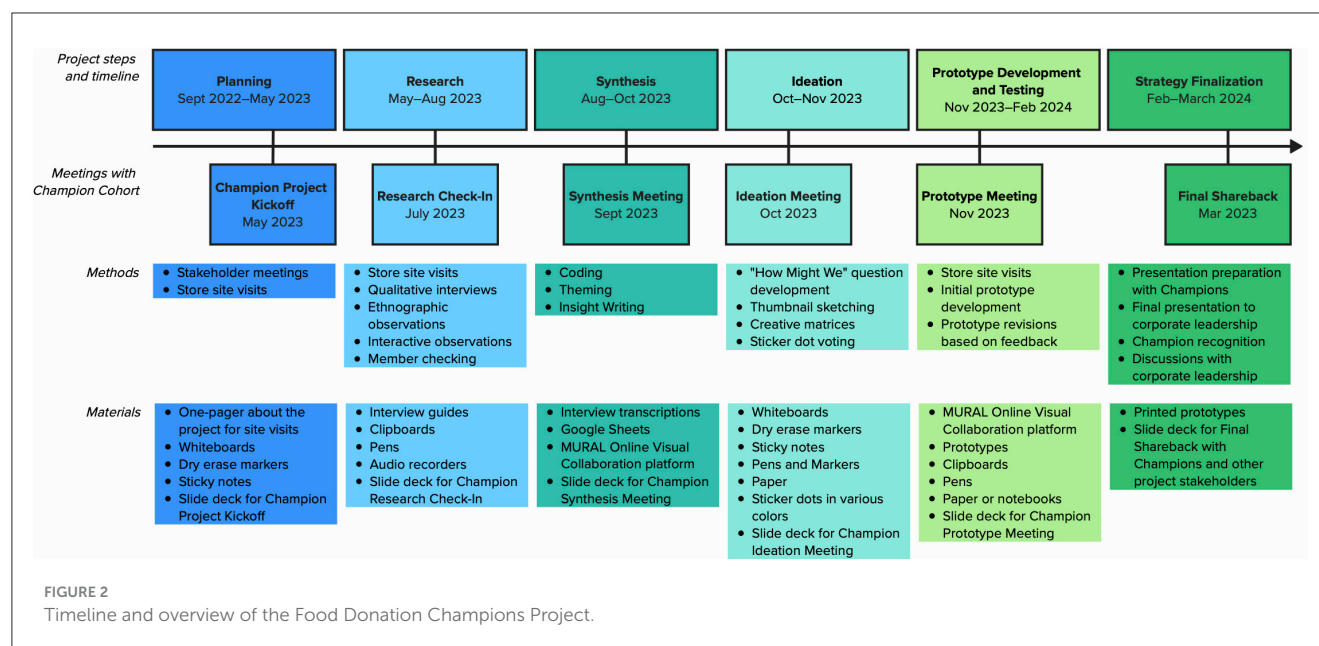 Project steps
and timeline
Planning
Sept 2022–May 2023
Research
May–Aug 2023
Synthesis
Aug–Oct 2023
Ideation
Oct–Nov 2023
Prototype Development
and Testing
Nov 2023–Feb 2024
Strategy Finalization
Feb–March 2024
Meetings with
Champion Cohort
Champion Project
Kickoff
May 2023
Research Check-In
July 2023
Synthesis Meeting
Sept 2023
Ideation Meeting
Oct 2023
Prototype Meeting
Nov 2023
Final Shareback
Mar 2023
Methods
• Stakeholder meetings
• Store site visits
• Store site visits
• Qualitative interviews
• Ethnographic
observations
• Interactive observations
• Member checking
• Coding
• Theming
• Insight Writing
• "How Might We" question
development
• Thumbnail sketching
• Creative matrices
• Sticker dot voting
• Store site visits
• Initial prototype
development
• Prototype revisions
based on feedback
• Presentation preparation
with Champions
• Final presentation to
corporate leadership
• Champion recognition
• Discussions with
corporate leadership
Materials
• One-pager about the
project for site visits
• Whiteboards
• Dry erase markers
• Sticky notes
• Slide deck for Champion
Project Kickoff
• Interview guides
• Clipboards
• Pens
• Audio recorders
• Slide deck for Champion
Research Check-In
• Interview transcriptions
• Google Sheets
• MURAL Online Visual
Collaboration platform
• Slide deck for Champion
Synthesis Meeting
• Whiteboards
• Dry erase markers
• Sticky notes
• Pens and Markers
• Paper
• Sticker dots in various
colors
• Slide deck for Champion
Ideation Meeting
• MURAL Online Visual
Collaboration platform
• Prototypes
• Clipboards
• Pens
• Paper or notebooks
• Slide deck for Champion
Prototype Meeting
• Printed prototypes
• Slide deck for Final
Shareback with
Champions and other
project stakeholders
FIGURE 2
Timeline and overview of the Food Donation Champions Project.